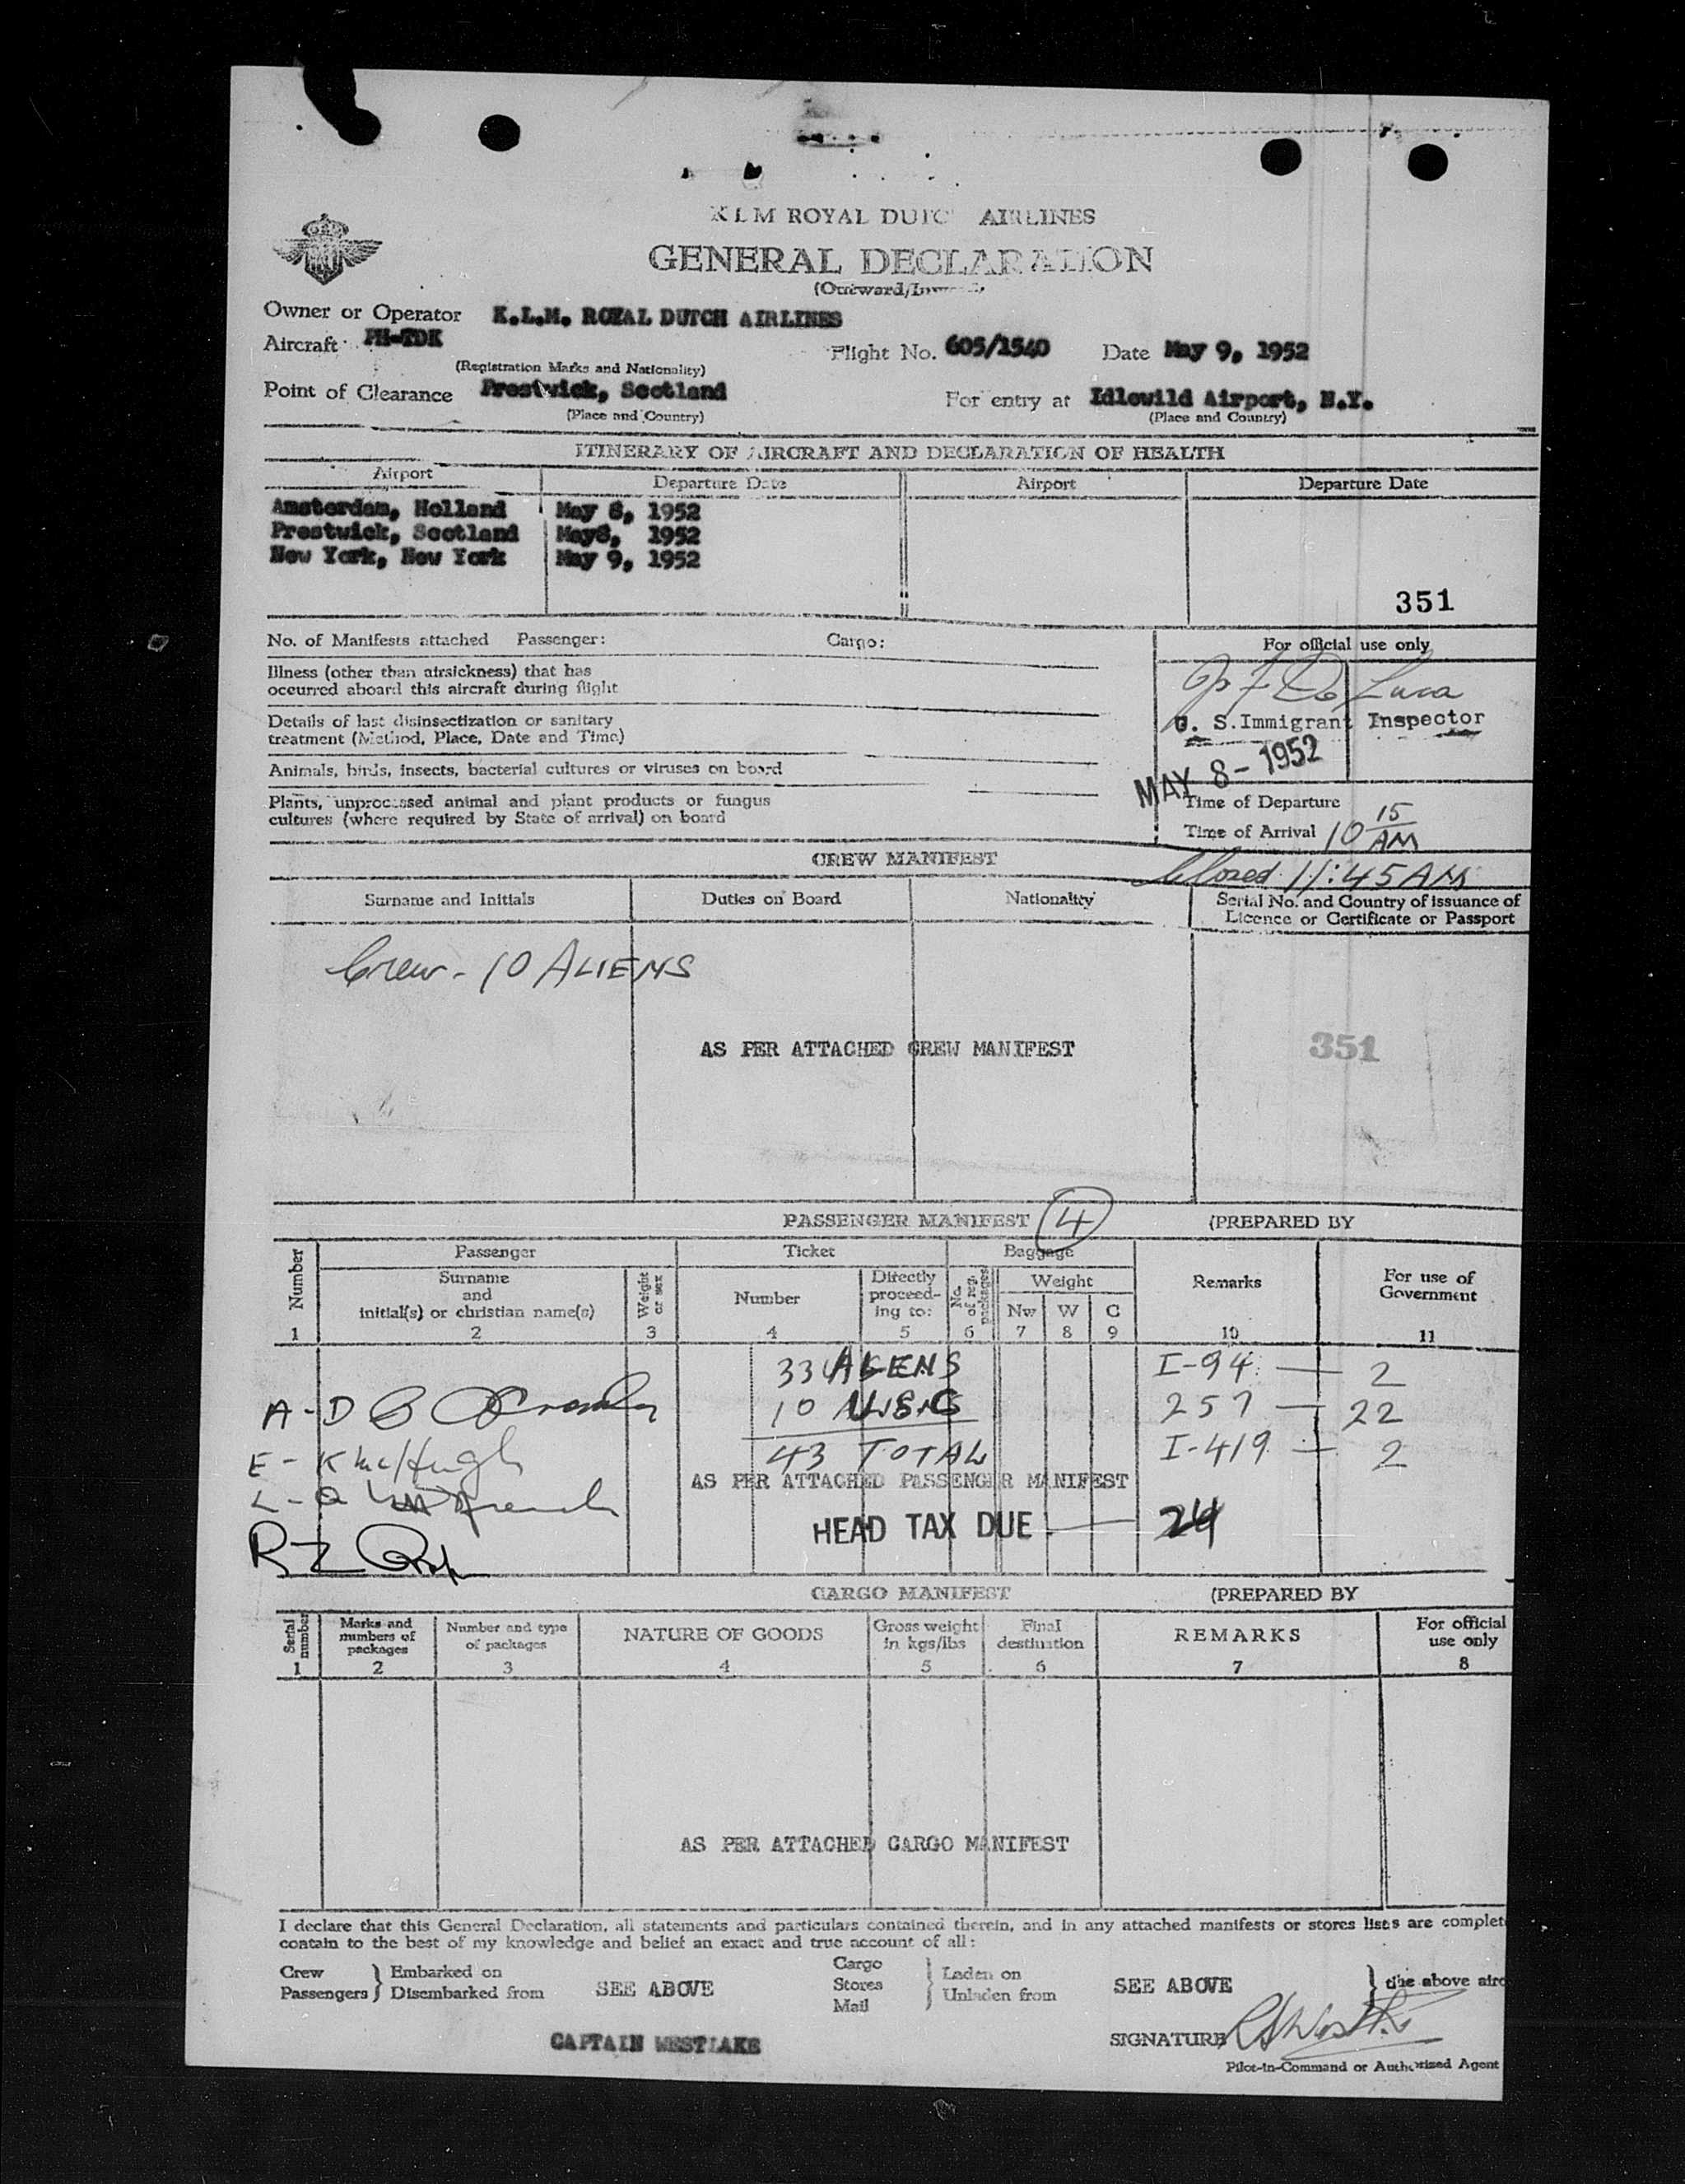 KLM ROYAL DUTC AIRLINES
GENERAL DECLARATION
Owner or Operator K.L.M. ROYAL DUTCH AIRLINES
Aircraft PH-TDK
Flight No. 605/1540 Date May 9, 1952
(Registration Marks and Nationality)
Point of Clearance Prestwick, Scotland
For entry at Idlewild Airport, N.Y.
(Place and Country) (Place and Country)
ITINERARY OF AIRCRAFT AND DECLARATION OF HEALTH
Airport Departure Date Airport Departure Date
Amsterdam, Holland May 8, 1952
Prestwick, Scotland May8, 1952
New York, New York May 9, 1952
351
No. of Manifests attached Passenger: Cargo:
For official use only
Illness (other than airsickness) that has
occurred aboard this aircraft during flight
De Luca
U. S.Immigrant Inspector
Details of last disinsectization or sanitary
treatment (Method, Place, Date and Time)
MAY 8- 1952
Animals, birds, insects, bacterial cultures or viruses on board
Plants, unprocessed animal and plant products or fungus
cultures (where required by State of arrival) on board
Time of Departure
Time of Arrival 10 15 AM
CREW MANIFEST
Closed 11:45 AM
Surname and Initials Duties on Board Nationality Serial No. and Country of issuance of
Licence or Certificate or Passport
Crew - 10 ALIENS
AS PER ATTACHED CREW MANIFEST
351
PASSENGER MANIFEST 4 (PREPARED BY
Number Passenger Ticket Baggage Remarks For use of Government
Surname and initial(s) or christian name(s) Weight or sex Number Directly proceed-ing to: No. of reg. packages Weight
Nw W C
1 2 3 4 5 6 7 8 9 10 11
33 ALIENS I-94 — 2
A-D 10 U.S.C 257 — 22
E-K McHugh 43 TOTAL I-419 — 2
AS PER ATTACHED PASSENGER MANIFEST
L-Q
HEAD TAX DUE — 24
R-Z
CARGO MANIFEST (PREPARED BY
Serial number Marks and numbers of packages Number and type of packages NATURE OF GOODS Gross weight in kgs/lbs Final destination REMARKS For official use only
1 2 3 4 5 6 7 8
AS PER ATTACHED CARGO MANIFEST
I declare that this General Declaration, all statements and particulars contained therein, and in any attached manifests or stores lists are complet
contain to the best of my knowledge and belief an exact and true account of all:
Crew Passengers } Embarked on Disembarked from SEE ABOVE Cargo Stores Mail } Laden on Unladen from SEE ABOVE } the above airc
CAPTAIN WESTLAKE
SIGNATURE
Pilot-in-Command or Authorized Agent